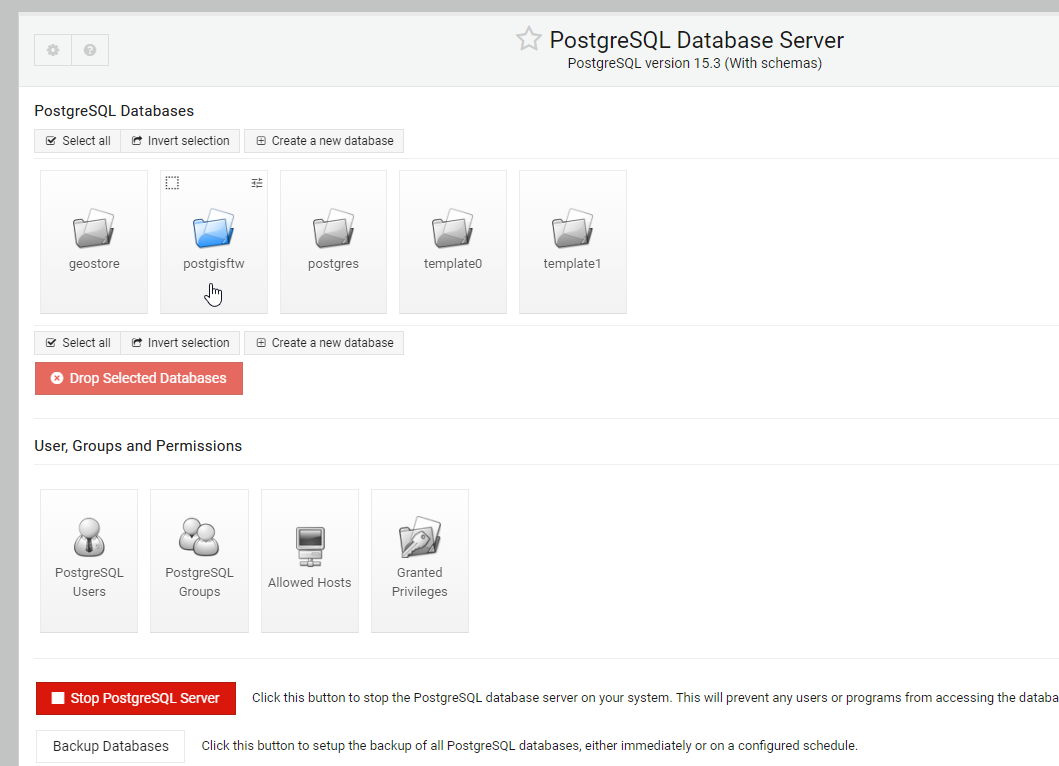 PostgreSQL Database Server
PostgreSQL version 15.3 (With schemas)
PostgreSQL Databases
Select all Invert selection Create a new database
geostore postgisftw postgres template0 template1
Select all Invert selection Create a new database
Drop Selected Databases
User, Groups and Permissions
PostgreSQL Users
PostgreSQL Groups
Allowed Hosts
Granted Privileges
Stop PostgreSQL Server Click this button to stop the PostgreSQL database server on your system. This will prevent any users or programs from accessing the databa
Backup Databases Click this button to setup the backup of all PostgreSQL databases, either immediately or on a configured schedule.